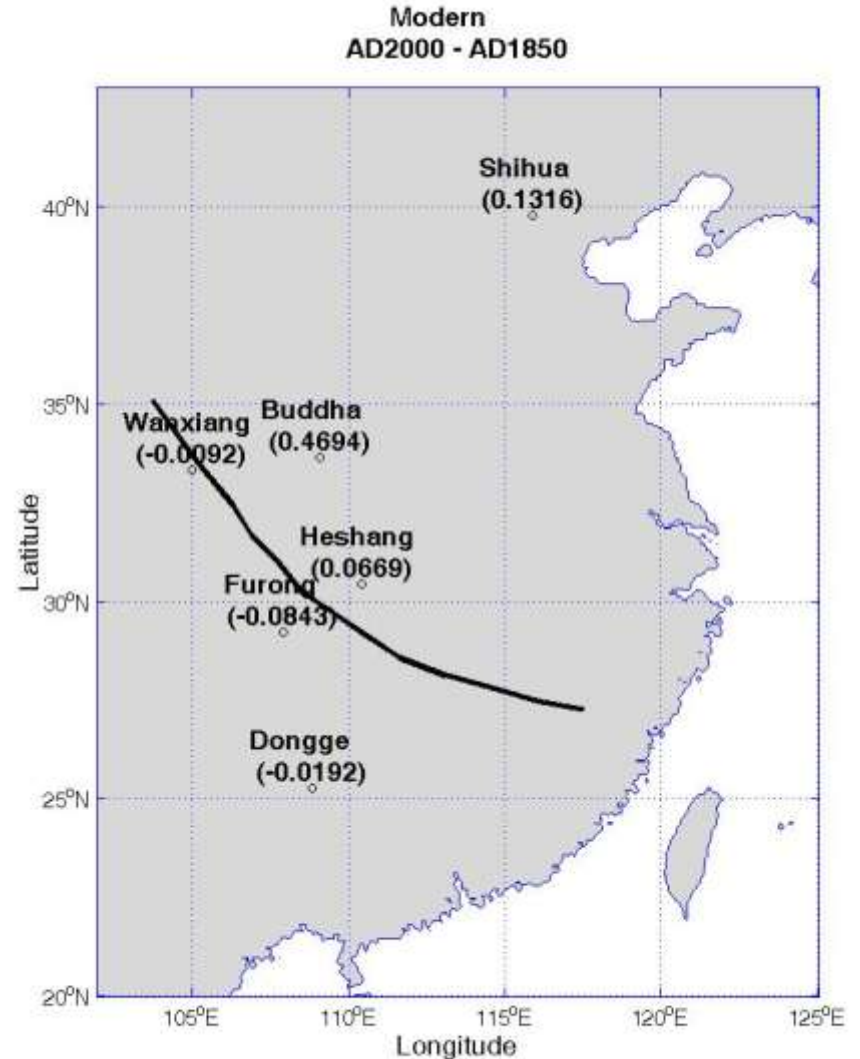 Modern
AD2000 - AD1850
Shihua
(0.1316)
40°N
35°N
Wanxiang
(-0.0092)
Buddha
(0.4694)
Heshang
(0.0669)
Furong
(-0.0843)
30°N
Dongge
(-0.0192)
25°N
20°N
Latitude
105°E
110°E
115°E
120°E
125°E
Longitude